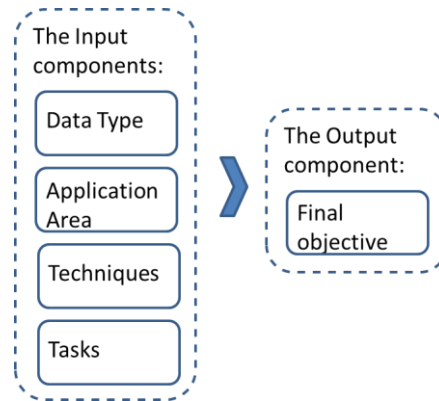 The Input
components:
Data Type
Application
Area
Techniques
Tasks
The Output
component:
Final
objective